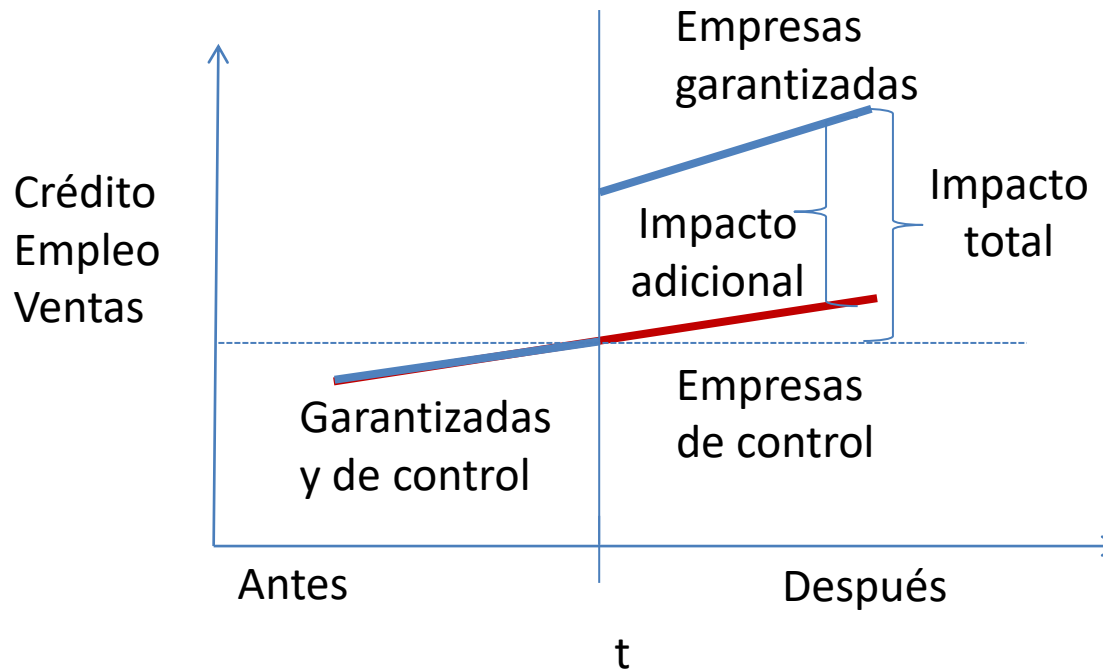 Empresas
garantizadas
Crédito
Empleo
Ventas
Impacto
adicional
Impacto
total
Garantizadas
y de control
Empresas
de control
Antes
Después
t